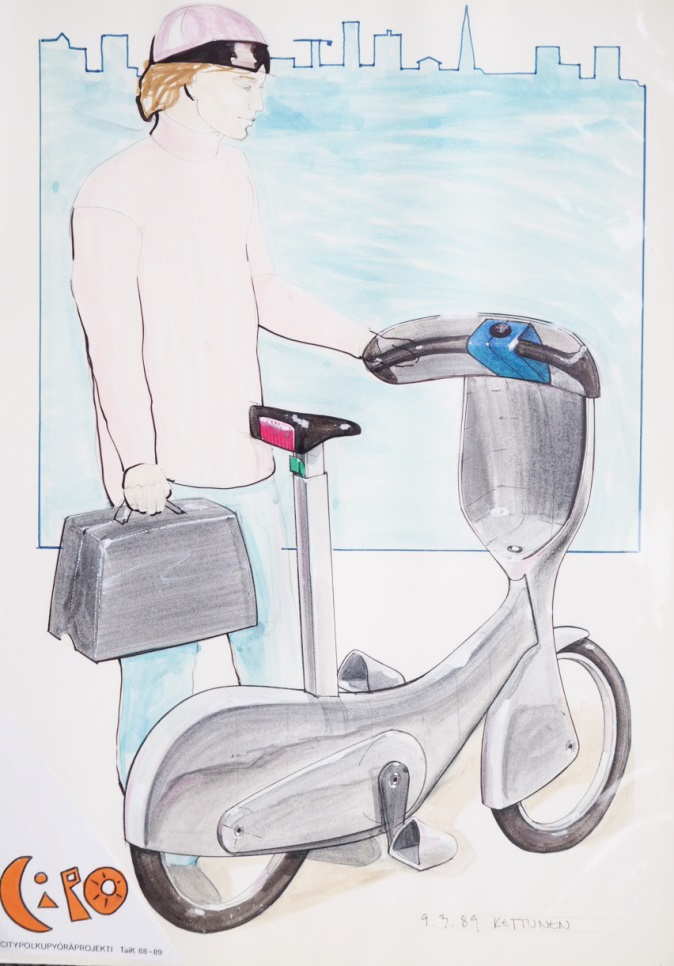 9.3.89 KETTUNEN
CiPO
CITYPOLKUPYÖRÄPROJEKTI TaiK 88-89